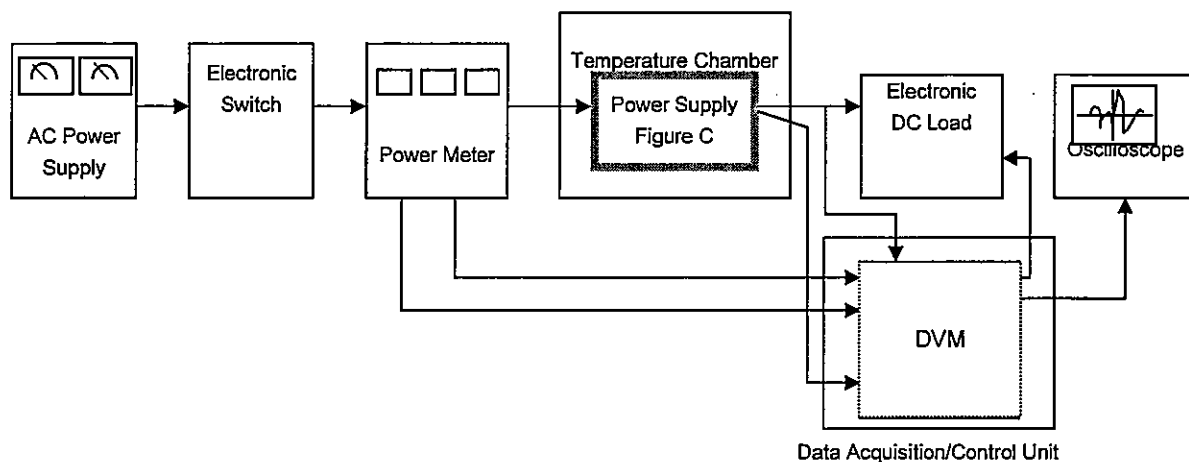 AC Power
Supply
Electronic
Switch
Power Meter
Temperature Chamber
Power Supply
Figure C
Electronic
DC Load
Oscilloscope
DVM
Data Acquisition/Control Unit